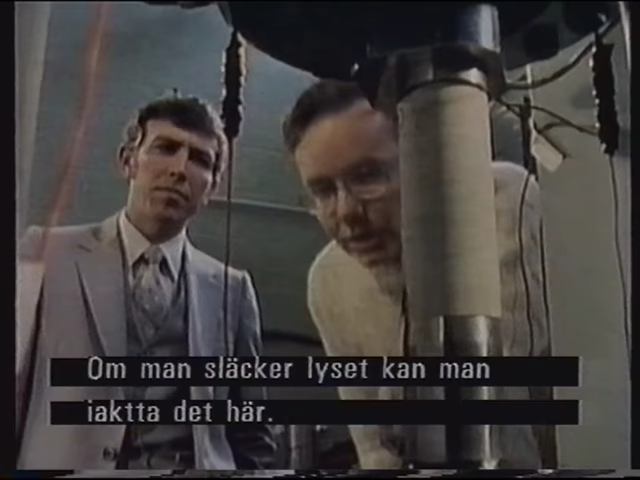 Om man släcker lyset kan man
iaktta det här.